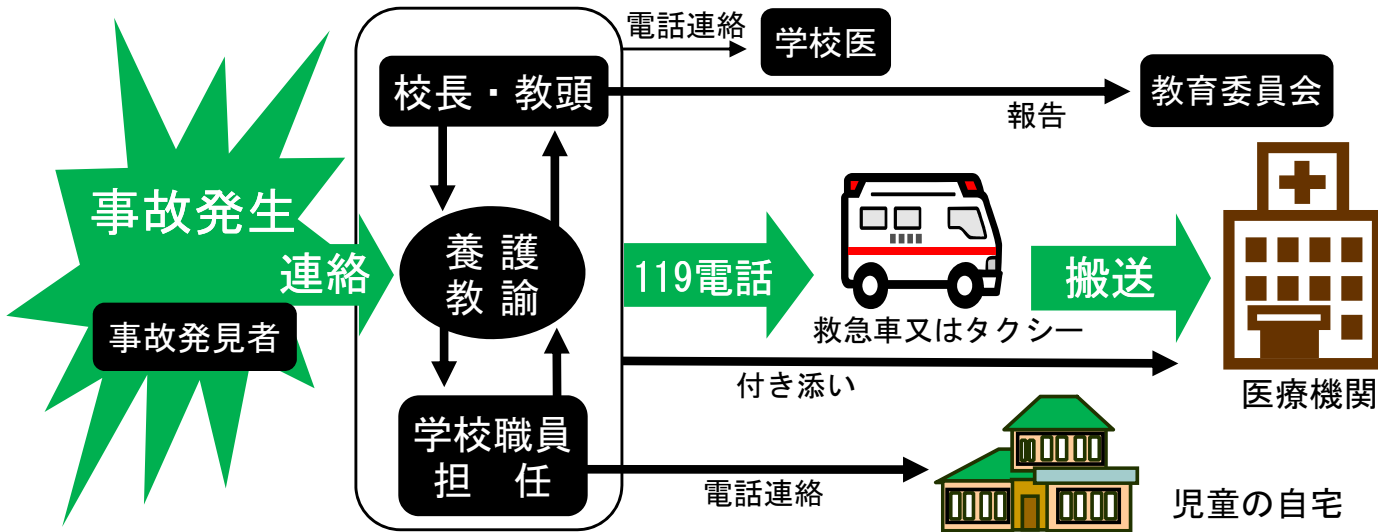 電話連絡
学校医
校長・教頭
報告
教育委員会
事故発生
連絡
事故発見者
養護
教諭
119電話
救急車又はタクシー
搬送
付き添い
医療機関
学校職員
担任
電話連絡
児童の自宅